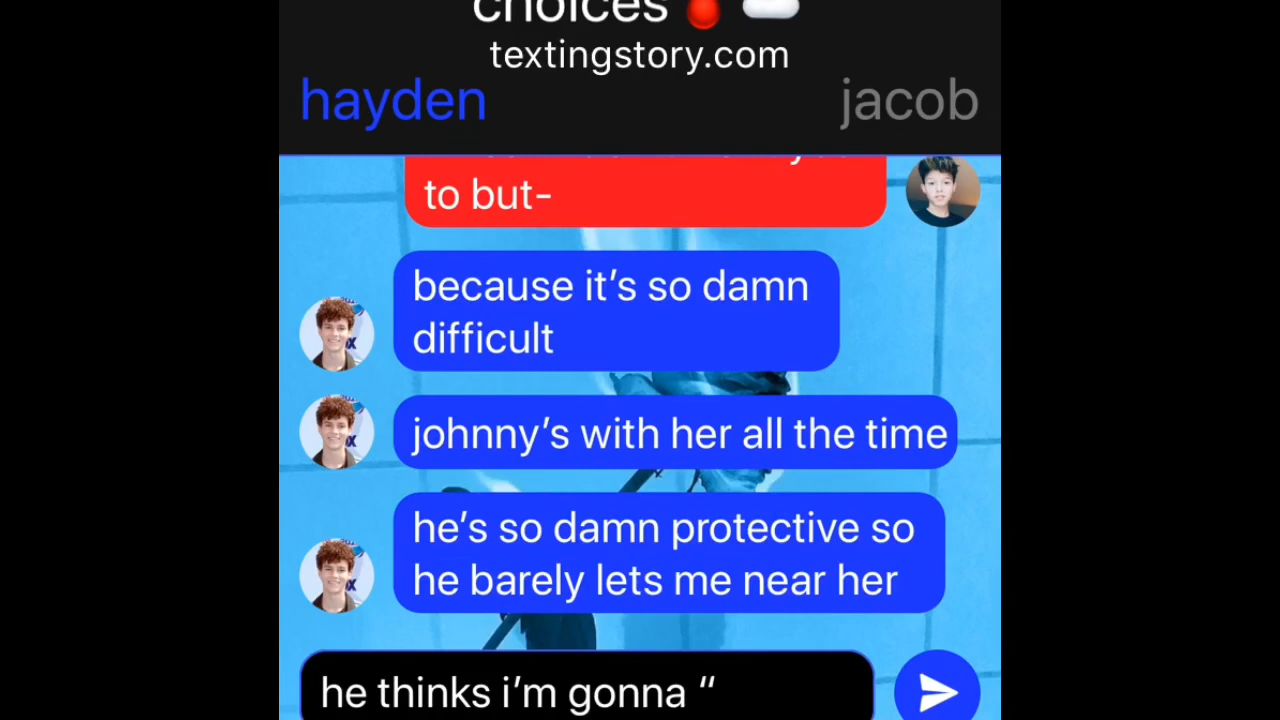 choices
textingstory.com
hayden
jacob
to but-
because it’s so damn
difficult
johnny’s with her all the time
he’s so damn protective so
he barely lets me near her
he thinks i’m gonna “